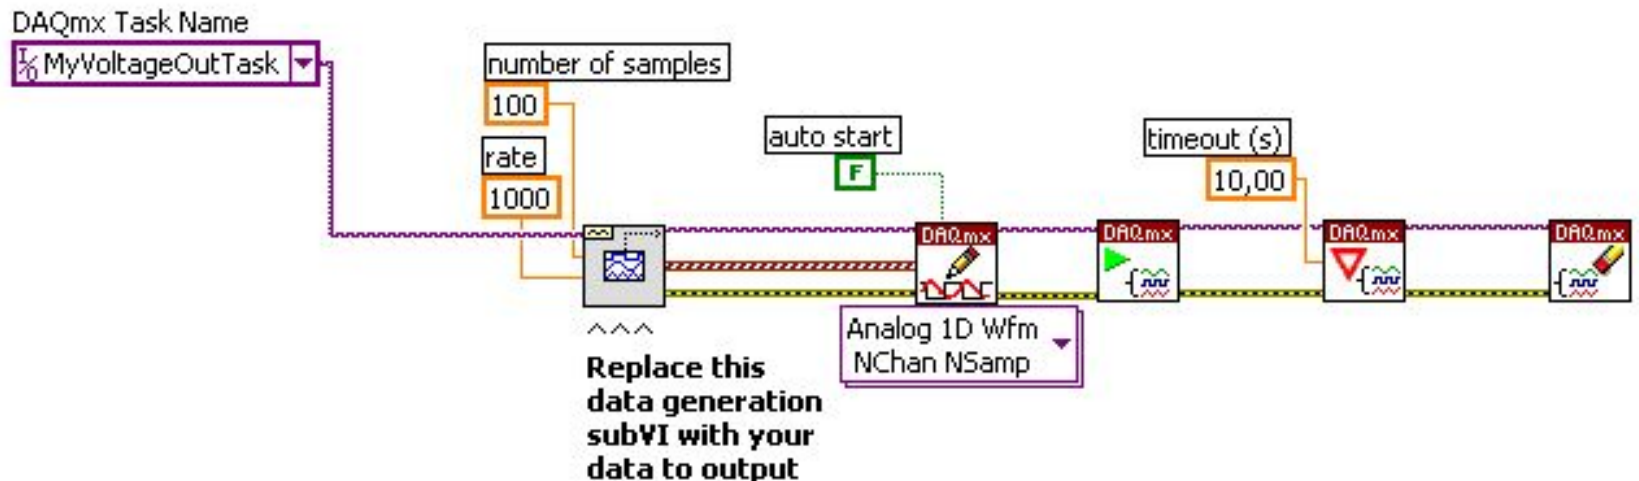 DAQmx Task Name
MyVoltageOutTask
number of samples
100
rate
1000
auto start
F
timeout (s)
10,00
DAQmx
DAQmx
DAQmx
DAQmx
Analog 1D Wfm
NChan NSamp
^^^
Replace this
data generation
subVI with your
data to output